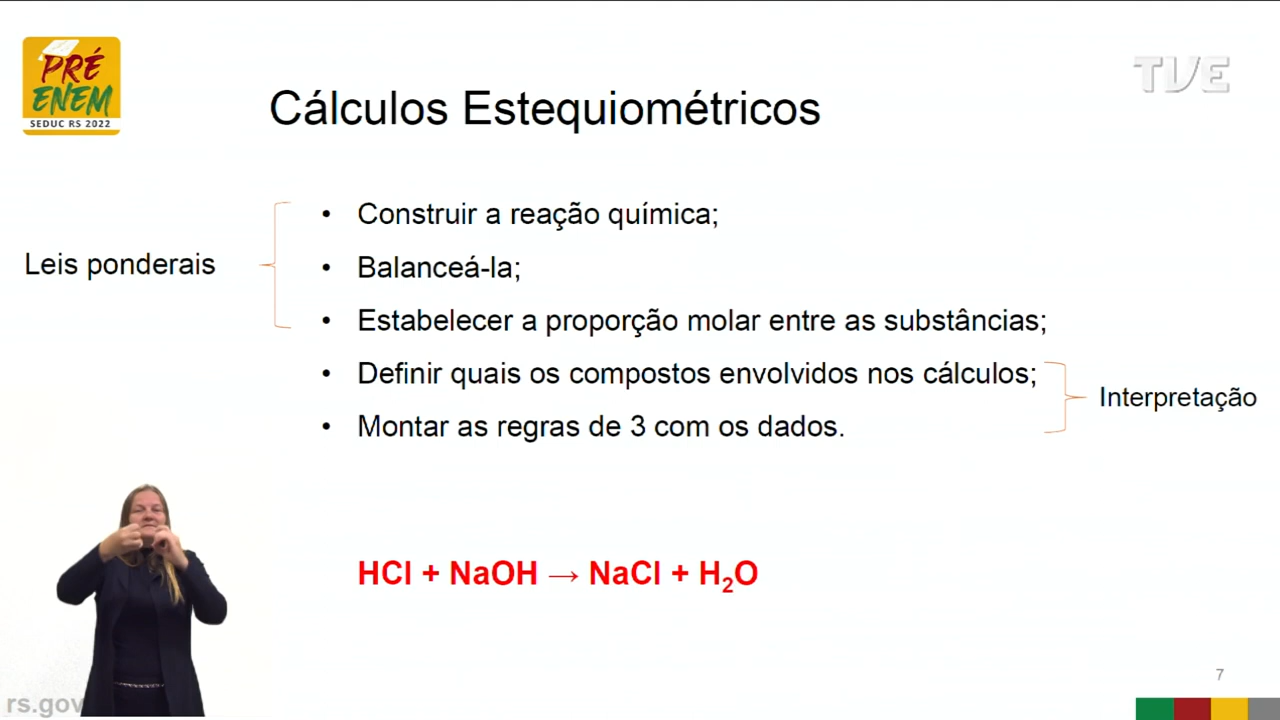 PRÉ
ENEM
SEDUC RS 2022
TVE
Cálculos Estequiométricos
Leis ponderais
• Construir a reação química;
• Balanceá-la;
• Estabelecer a proporção molar entre as substâncias;
• Definir quais os compostos envolvidos nos cálculos;
• Montar as regras de 3 com os dados.
Interpretação
HCl + NaOH → NaCl + H₂O
7
rs.gov